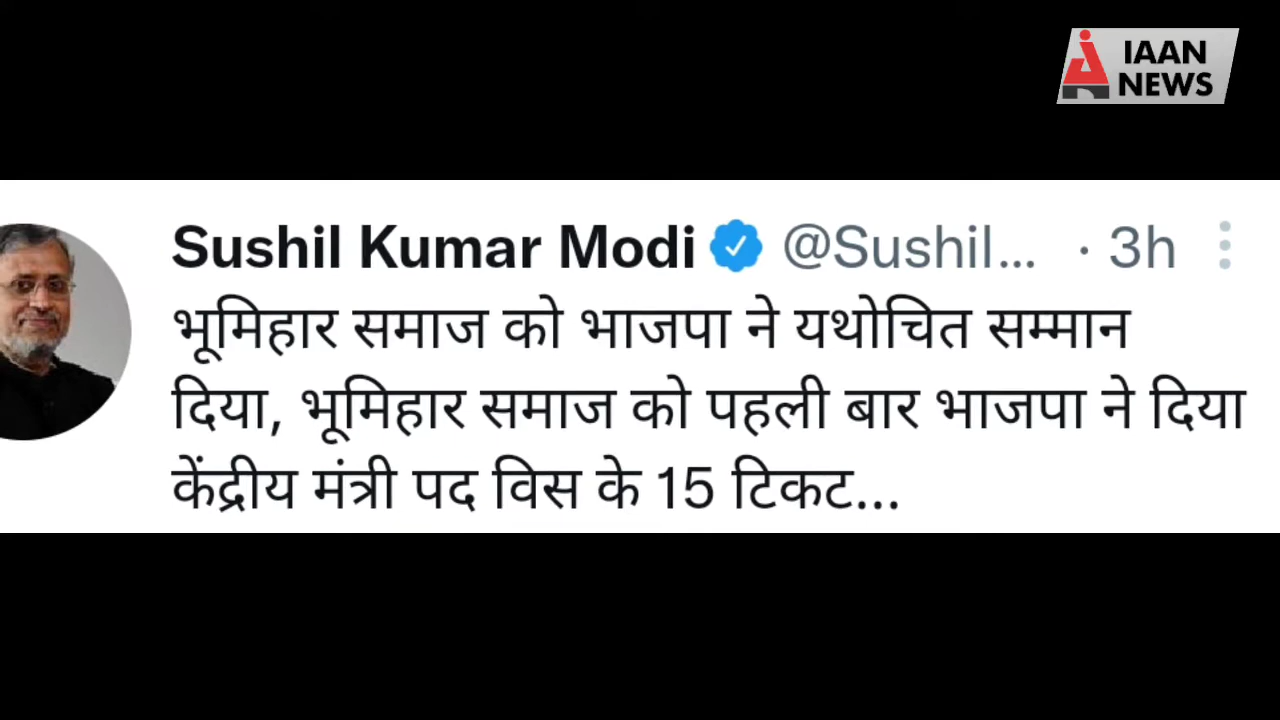 IAAN
NEWS
Sushil Kumar Modi @Sushil... · 3h
भूमिहार समाज को भाजपा ने यथोचित सम्मान
दिया, भूमिहार समाज को पहली बार भाजपा ने दिया
केंद्रीय मंत्री पद विस के 15 टिकट...